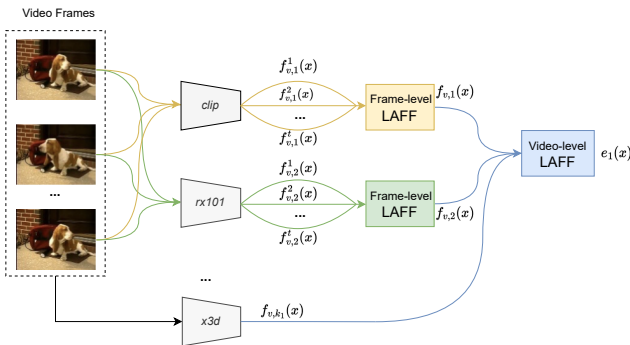 Video Frames
...
clip
rx101
...
x3d
f^1_{v,1}(x)
f^2_{v,1}(x)
...
f^t_{v,1}(x)
f^1_{v,2}(x)
f^2_{v,2}(x)
...
f^t_{v,2}(x)
f_{v,k_1}(x)
Frame-level
LAFF
f_{v,1}(x)
Frame-level
LAFF
f_{v,2}(x)
Video-level
LAFF
e_1(x)